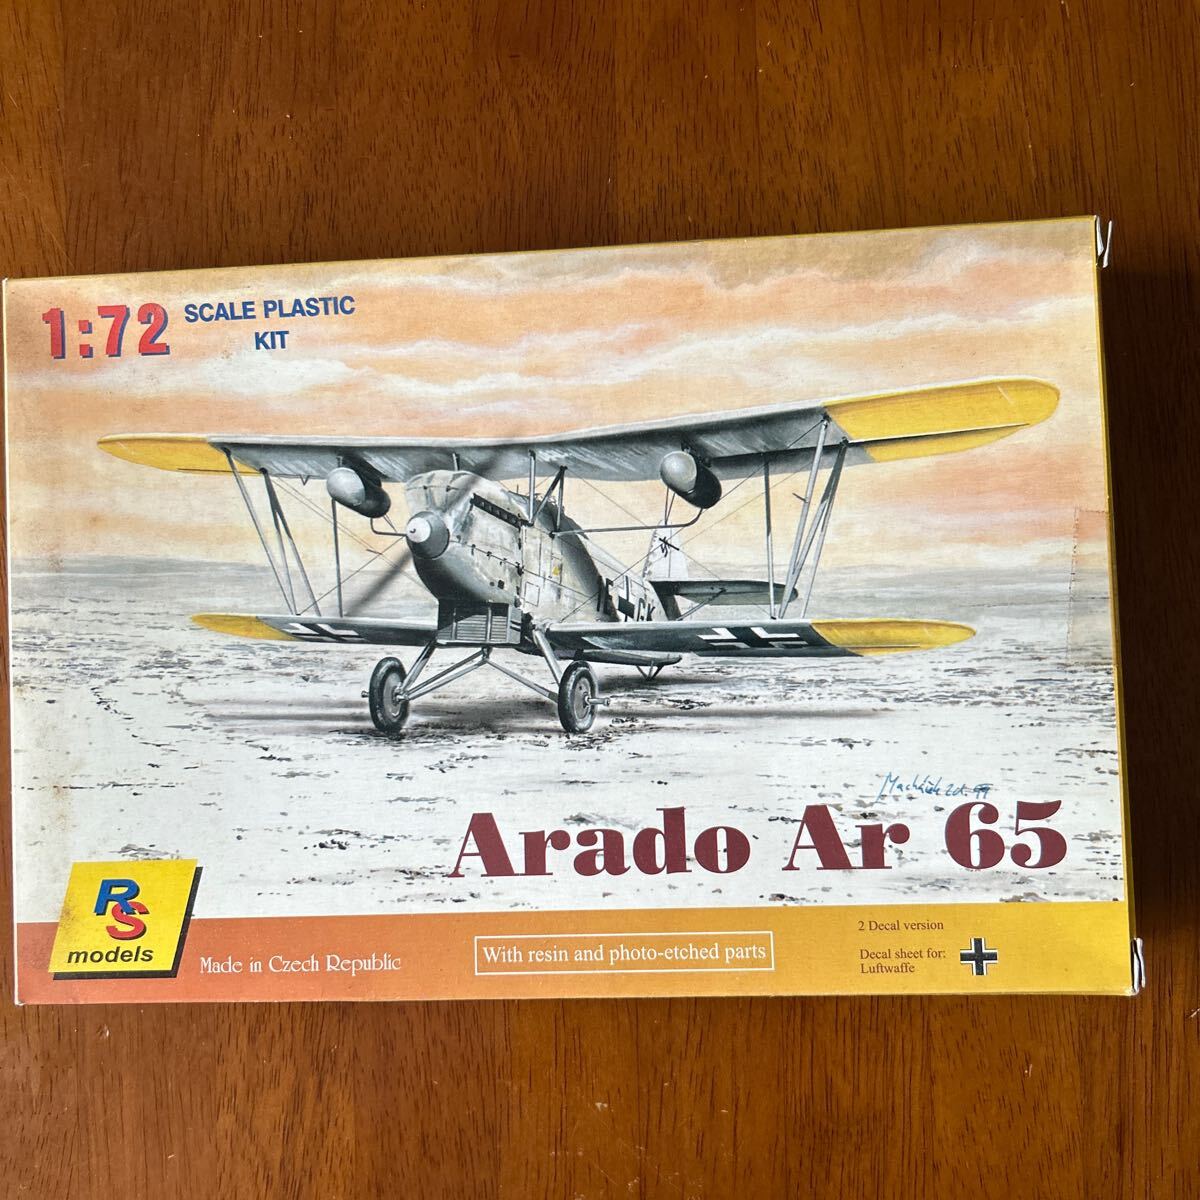 1:72 SCALE PLASTIC
KIT
Arado Ar 65
RS
models
Made in Czech Republic
With resin and photo-etched parts
2 Decal version
Decal sheet for:
Luftwaffe